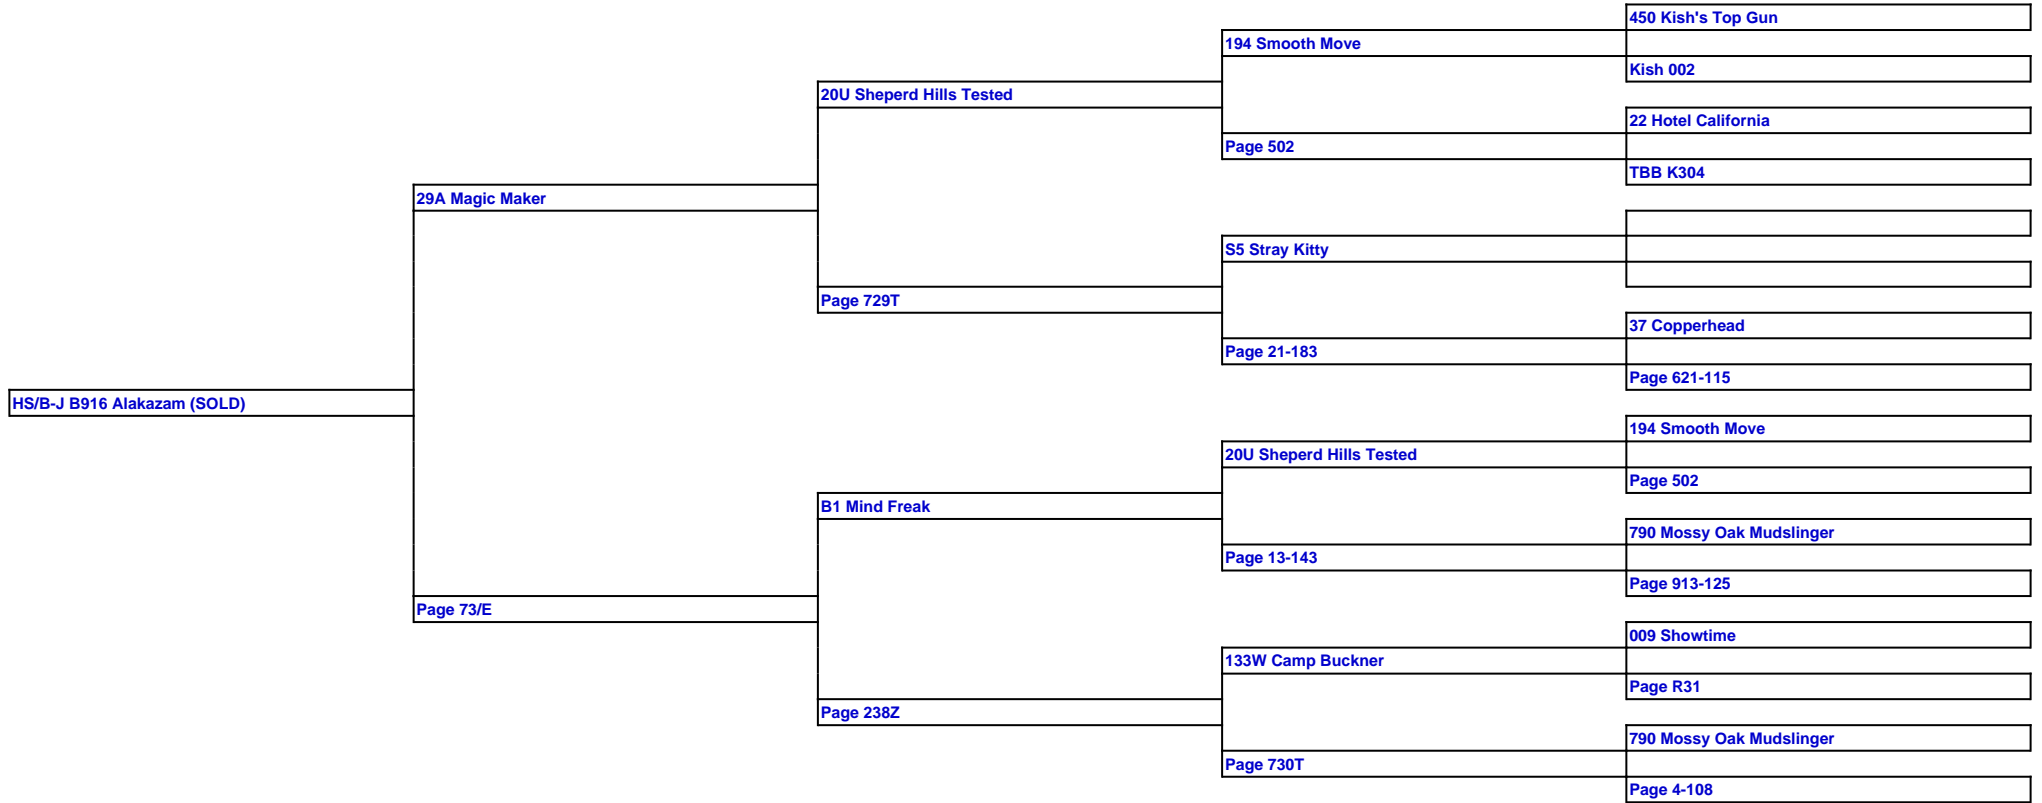 450 Kish's Top Gun
194 Smooth Move
Kish 002
20U Sheperd Hills Tested
22 Hotel California
Page 502
TBB K304
29A Magic Maker
S5 Stray Kitty
Page 729T
37 Copperhead
Page 21-183
Page 621-115
HS/B-J B916 Alakazam (SOLD)
194 Smooth Move
20U Sheperd Hills Tested
Page 502
B1 Mind Freak
790 Mossy Oak Mudslinger
Page 13-143
Page 913-125
Page 73/E
009 Showtime
133W Camp Buckner
Page R31
Page 238Z
790 Mossy Oak Mudslinger
Page 730T
Page 4-108